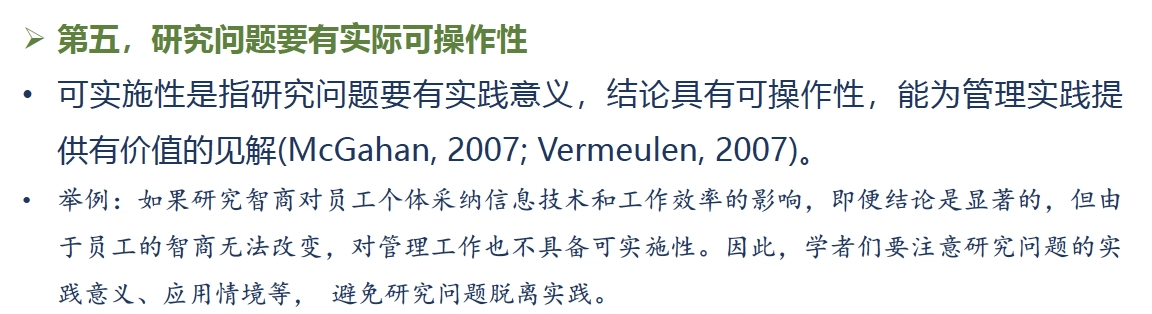 ➢ 第五，研究问题要有实际可操作性
• 可实施性是指研究问题要有实践意义，结论具有可操作性，能为管理实践提
供有价值的见解(McGahan, 2007; Vermeulen, 2007)。
• 举例：如果研究智商对员工个体采纳信息技术和工作效率的影响，即便结论是显著的，但由
于员工的智商无法改变，对管理工作也不具备可实施性。因此，学者们要注意研究问题的实
践意义、应用情境等， 避免研究问题脱离实践。